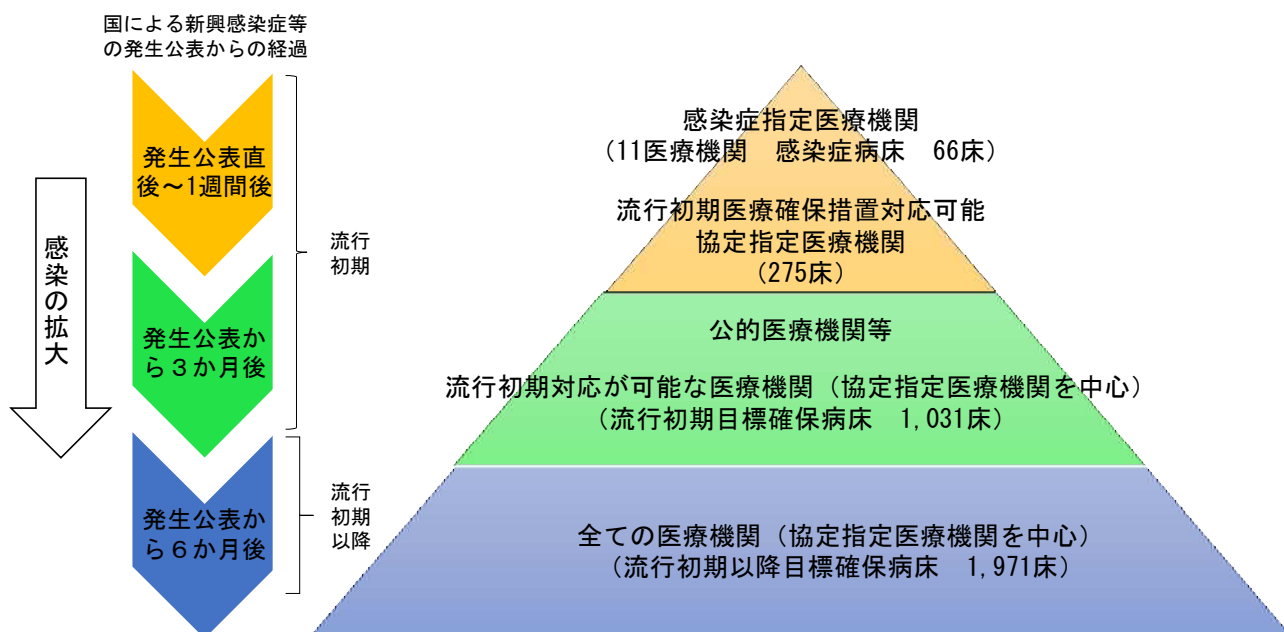 国による新興感染症等
の発生公表からの経過
感染の拡大
発生公表直
後～1週間後
発生公表か
ら３か月後
発生公表か
ら６か月後
流行
初期
流行
初期
以降
感染症指定医療機関
（11医療機関　感染症病床　66床）
流行初期医療確保措置対応可能
協定指定医療機関
（275床）
公的医療機関等
流行初期対応が可能な医療機関（協定指定医療機関を中心）
（流行初期目標確保病床　1,031床）
全ての医療機関（協定指定医療機関を中心）
（流行初期以降目標確保病床　1,971床）